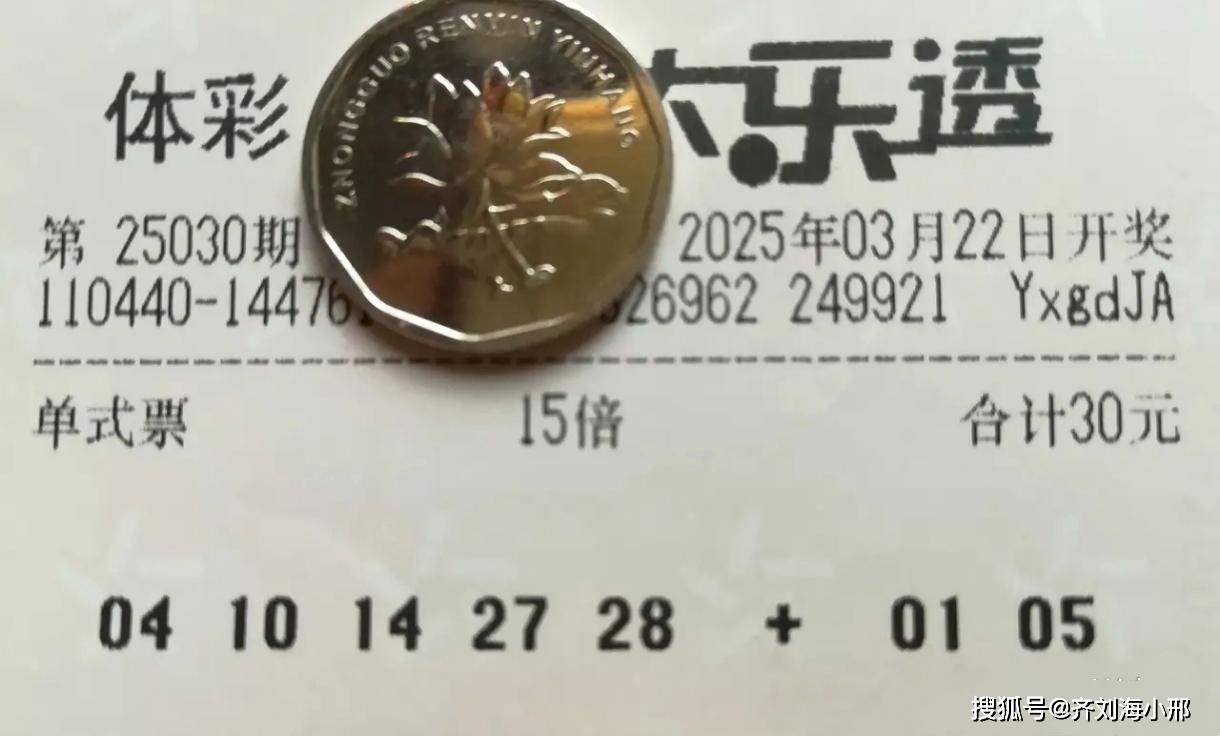 体彩 大乐透
ZHONGGUO RENMIN YINHANG
第 25030期 2025年03月22日开奖
110440-14476 26962 249921 YxgdJA
单式票 15倍 合计30元
04 10 14 27 28 + 01 05
搜狐号@齐刘海小邢